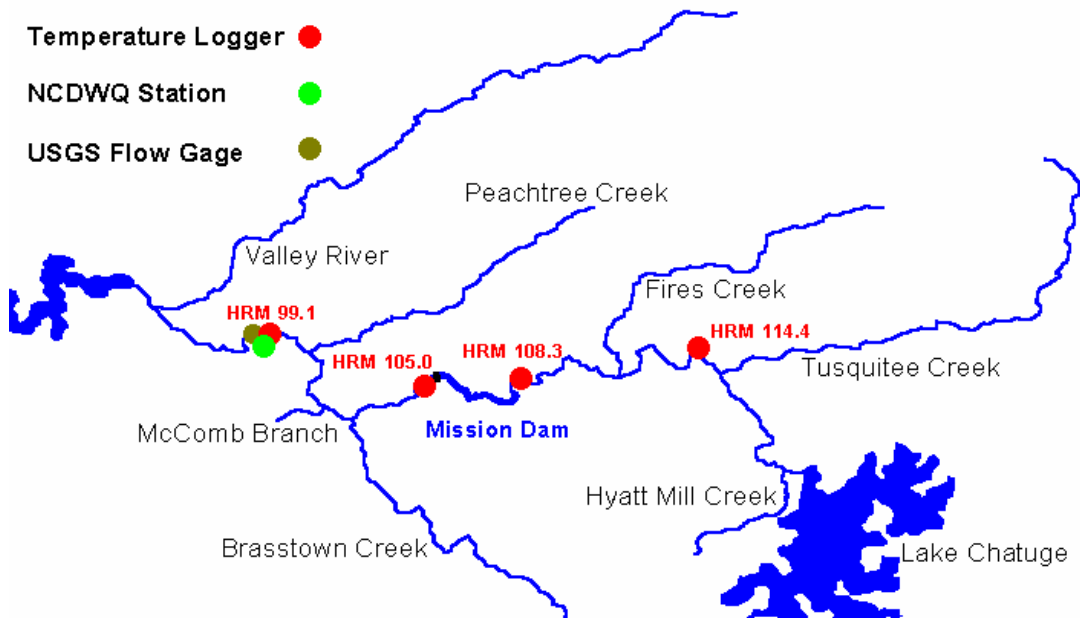 Temperature Logger
NCDWQ Station
USGS Flow Gage
Peachtree Creek
Valley River
Fires Creek
HRM 99.1
HRM 114.4
HRM 108.3
HRM 105.0
Tusquitee Creek
McComb Branch
Mission Dam
Hyatt Mill Creek
Brasstown Creek
Lake Chatuge